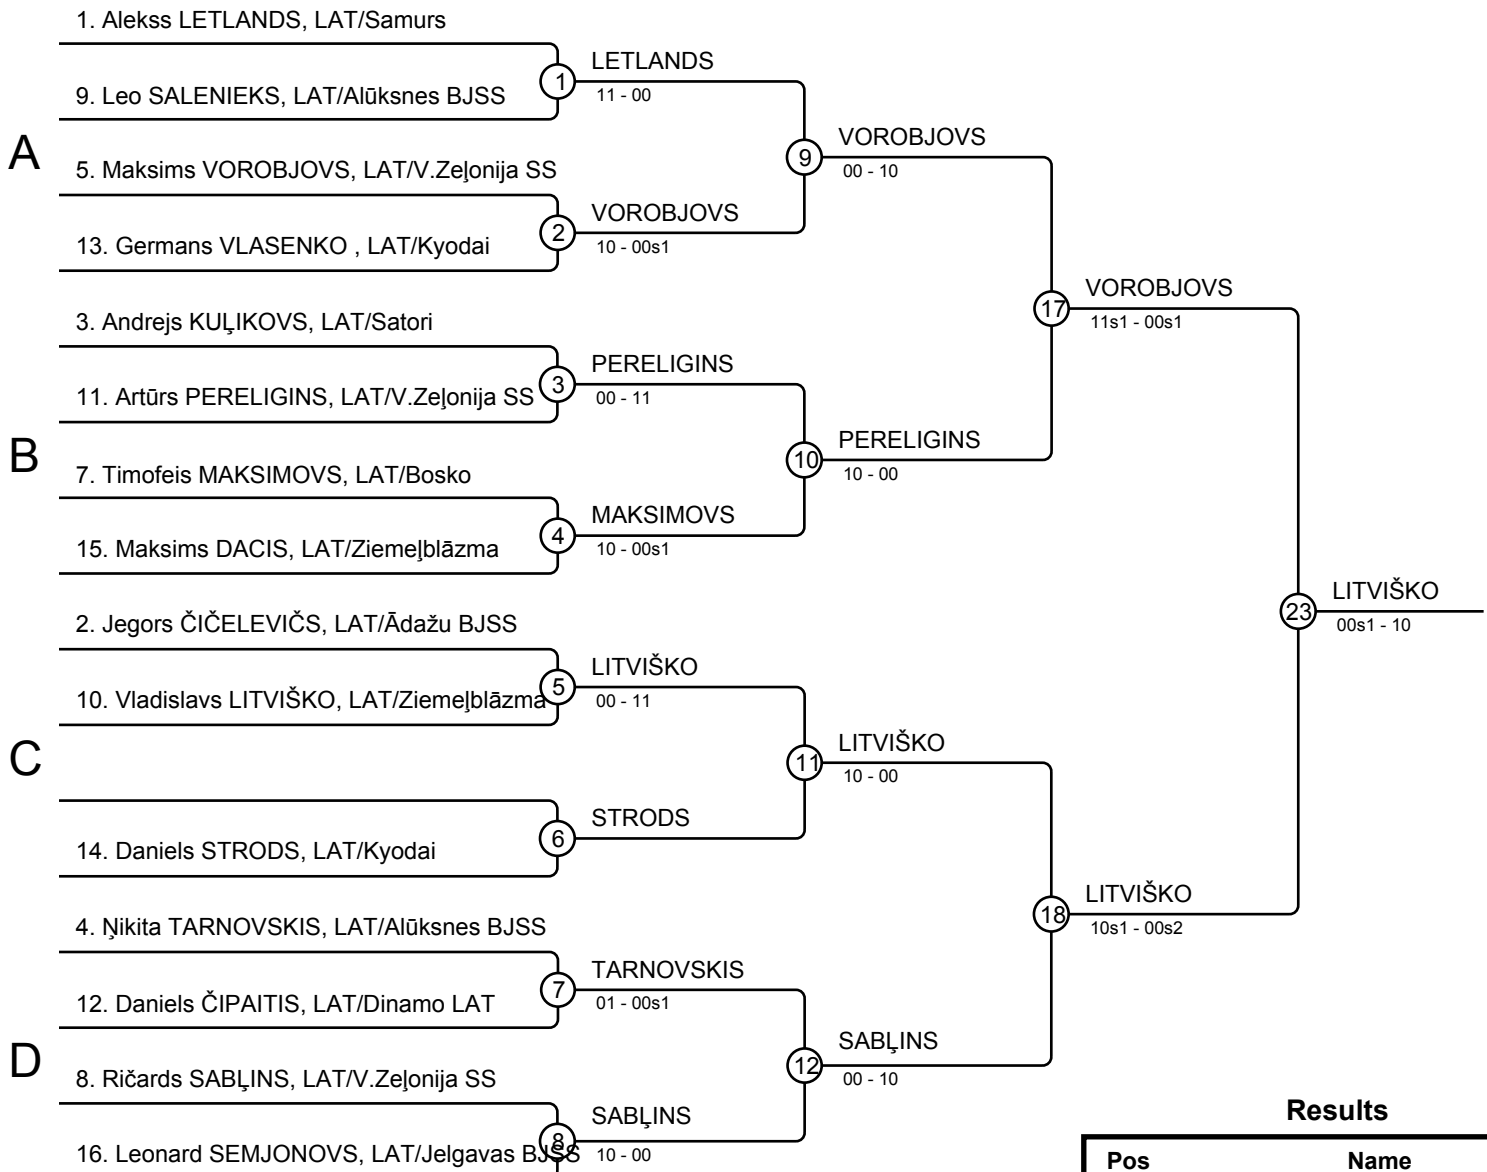 1. Alekss LETLANDS, LAT/Samurs
LETLANDS
1
11 - 00
9. Leo SALENIEKS, LAT/Alūksnes BJSS
A
VOROBJOVS
9
00 - 10
5. Maksims VOROBJOVS, LAT/V.Zeļonija SS
VOROBJOVS
2
10 - 00s1
13. Germans VLASENKO , LAT/Kyodai
VOROBJOVS
17
11s1 - 00s1
3. Andrejs KUĻIKOVS, LAT/Satori
PERELIGINS
3
00 - 11
11. Artūrs PERELIGINS, LAT/V.Zeļonija SS
B
PERELIGINS
10
10 - 00
7. Timofeis MAKSIMOVS, LAT/Bosko
MAKSIMOVS
4
10 - 00s1
15. Maksims DACIS, LAT/Ziemeļblāzma
LITVIŠKO
23
00s1 - 10
2. Jegors ČIČELEVIČS, LAT/Ādažu BJSS
LITVIŠKO
5
00 - 11
10. Vladislavs LITVIŠKO, LAT/Ziemeļblāzma
C
LITVIŠKO
11
10 - 00
STRODS
6
14. Daniels STRODS, LAT/Kyodai
LITVIŠKO
18
10s1 - 00s2
4. Ņikita TARNOVSKIS, LAT/Alūksnes BJSS
TARNOVSKIS
7
01 - 00s1
12. Daniels ČIPAITIS, LAT/Dinamo LAT
D
SABĻINS
12
00 - 10
8. Ričards SABĻINS, LAT/V.Zeļonija SS
SABĻINS
8
10 - 00
16. Leonard SEMJONOVS, LAT/Jelgavas BJSS
Results
Pos Name